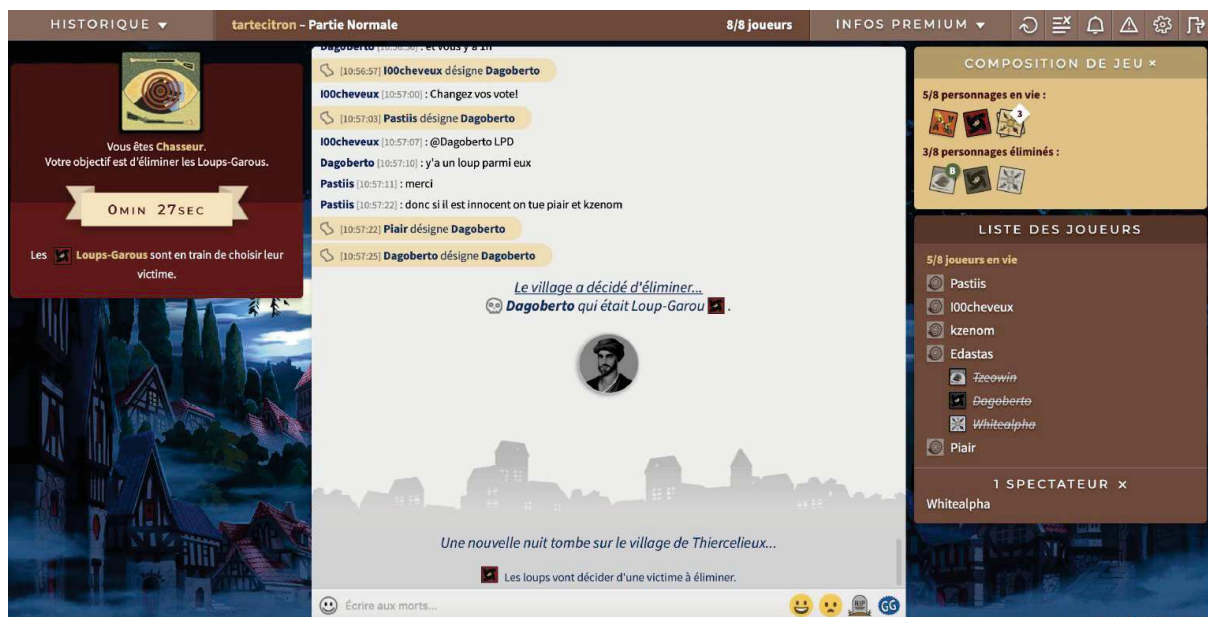 HISTORIQUE
tartecitron – Partie Normale
8/8 joueurs
INFOS PREMIUM
Vous êtes Chasseur.
Votre objectif est d'éliminer les Loups-Garous.
0MIN 27SEC
Les Loups-Garous sont en train de choisir leur
victime.
[10:56:57] l00cheveux désigne Dagoberto
l00cheveux [10:57:00] : Changez vos vote!
[10:57:03] Pastiis désigne Dagoberto
l00cheveux [10:57:07] : @Dagoberto LPD
Dagoberto [10:57:10] : y'a un loup parmi eux
Pastiis [10:57:11] : merci
Pastiis [10:57:22] : donc si il est innocent on tue piair et kzenom
[10:57:22] Piair désigne Dagoberto
[10:57:25] Dagoberto désigne Dagoberto
Le village a décidé d'éliminer...
Dagoberto qui était Loup-Garou .
Une nouvelle nuit tombe sur le village de Thiercelieux...
Les loups vont décider d'une victime à éliminer.
Écrire aux morts...
RIP
GG
COMPOSITION DE JEU ×
5/8 personnages en vie :
3
3/8 personnages éliminés :
B
LISTE DES JOUEURS
5/8 joueurs en vie
Pastiis
l00cheveux
kzenom
Edastas
Tzeowin
Dagoberto
Whitealpha
Piair
1 SPECTATEUR ×
Whitealpha